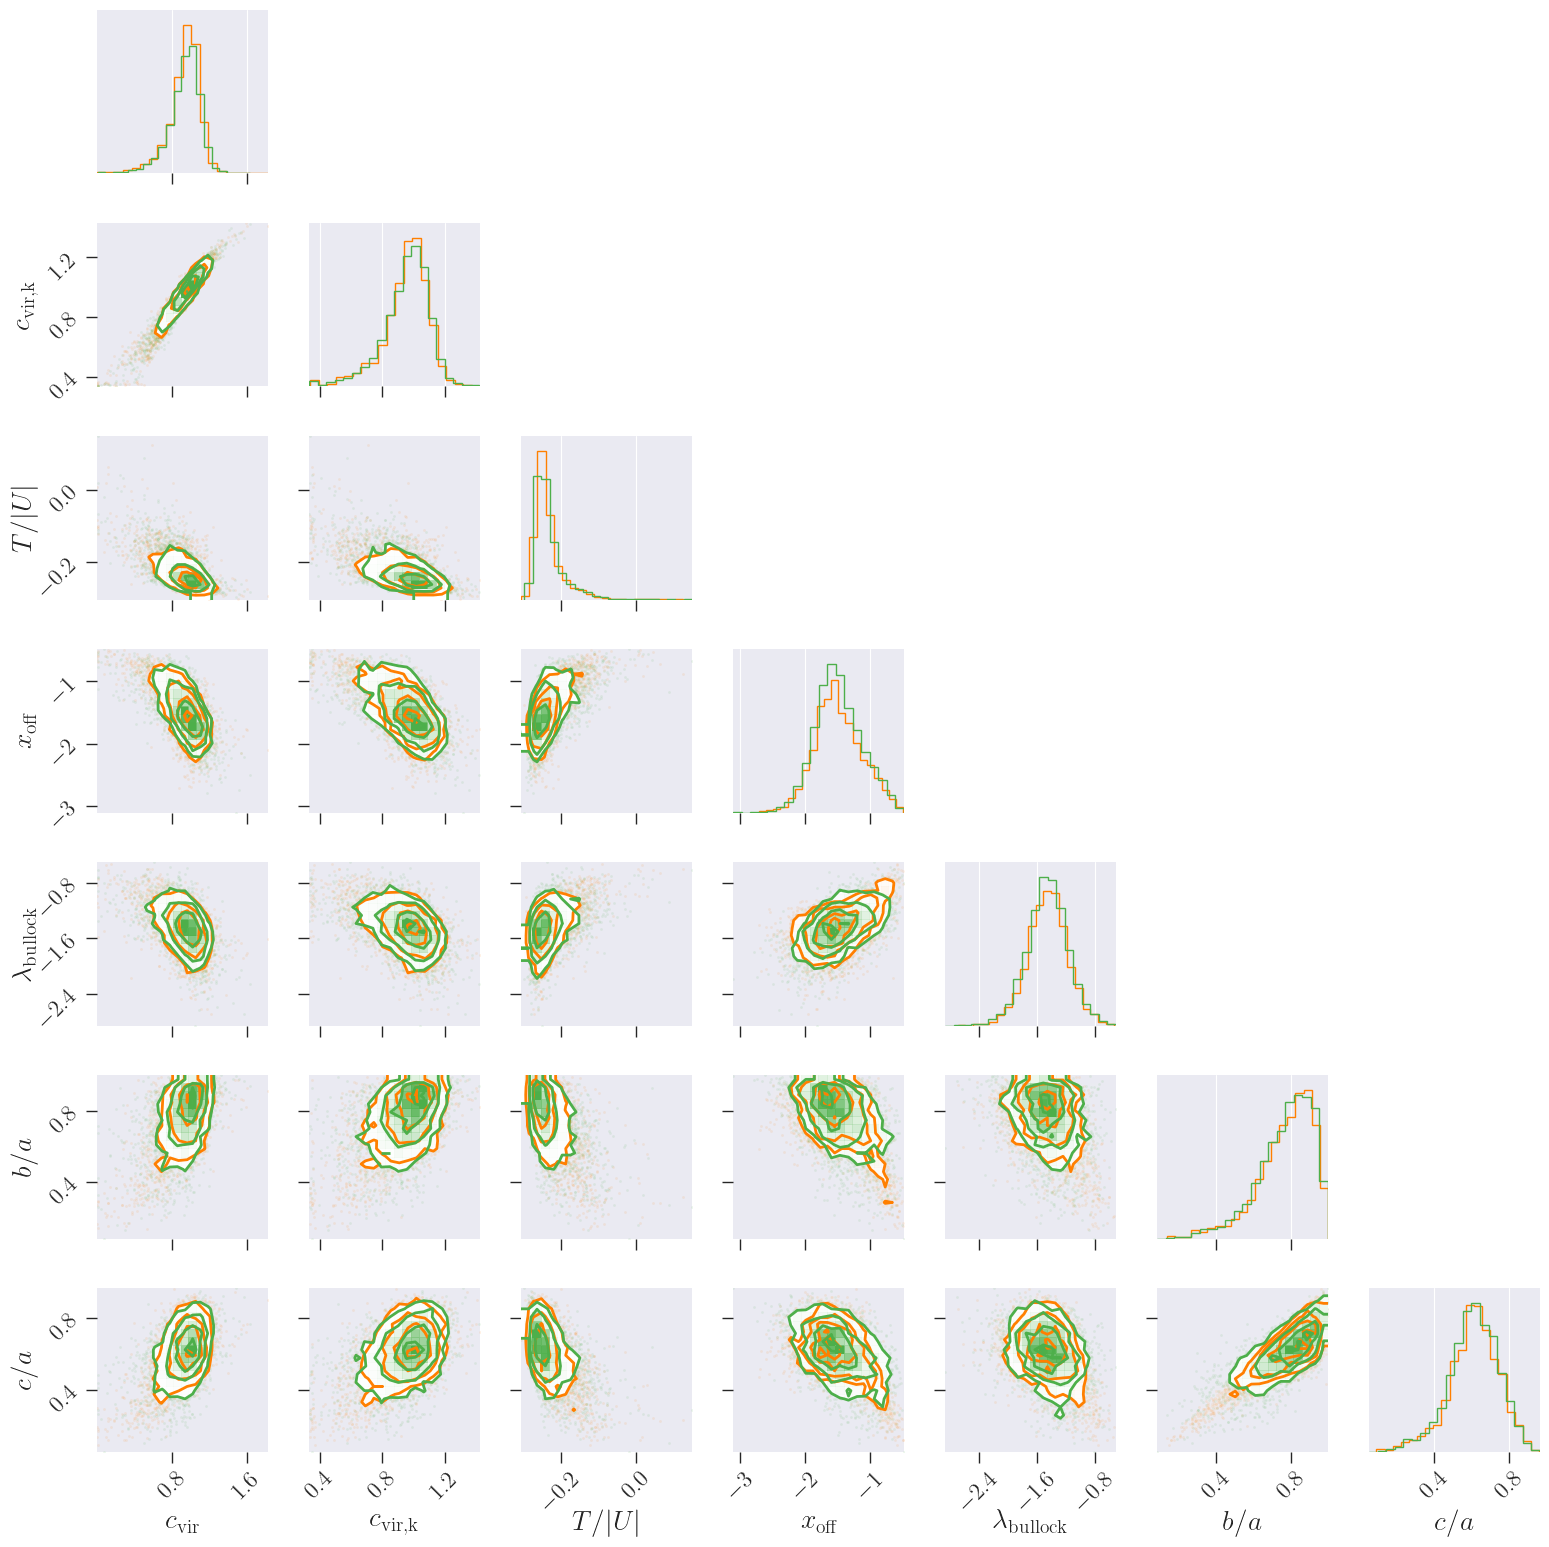 1.2
0.8
0.4
c_vir,k
0.0
−0.2
T/|U|
−1
−2
−3
x_off
−0.8
−1.6
−2.4
λ_bullock
0.8
0.4
b/a
0.8
0.4
c/a
0.8 1.6 0.4 0.8 1.2 −0.2 0.0 −3 −2 −1 −2.4 −1.6 −0.8 0.4 0.8 0.4 0.8
c_vir c_vir,k T/|U| x_off λ_bullock b/a c/a